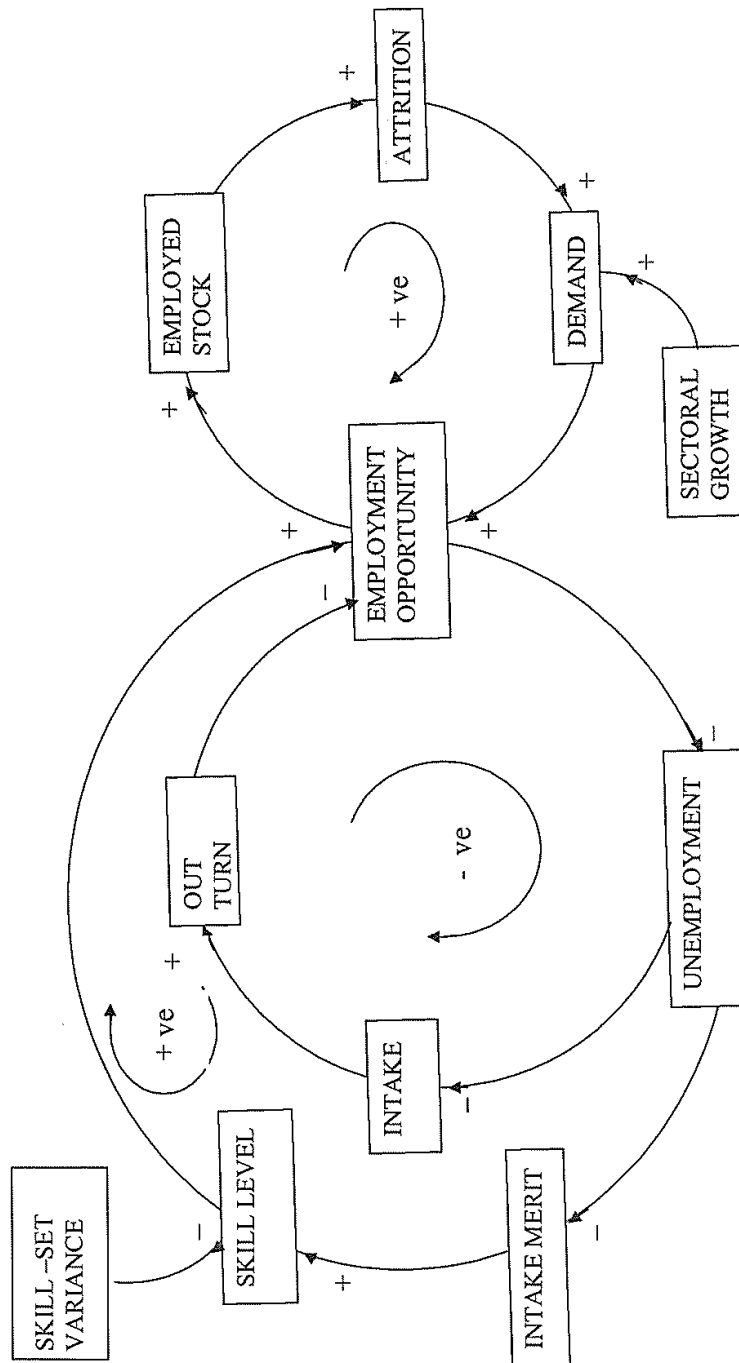 SKILL –SET
VARIANCE
–
SKILL LEVEL
+
INTAKE MERIT
–
+ ve
+
OUT
TURN
INTAKE
–
- ve
UNEMPLOYMENT
–
–
+
EMPLOYMENT
OPPORTUNITY
+
+
EMPLOYED
STOCK
+ ve
+
ATTRITION
+
DEMAND
+
SECTORAL
GROWTH